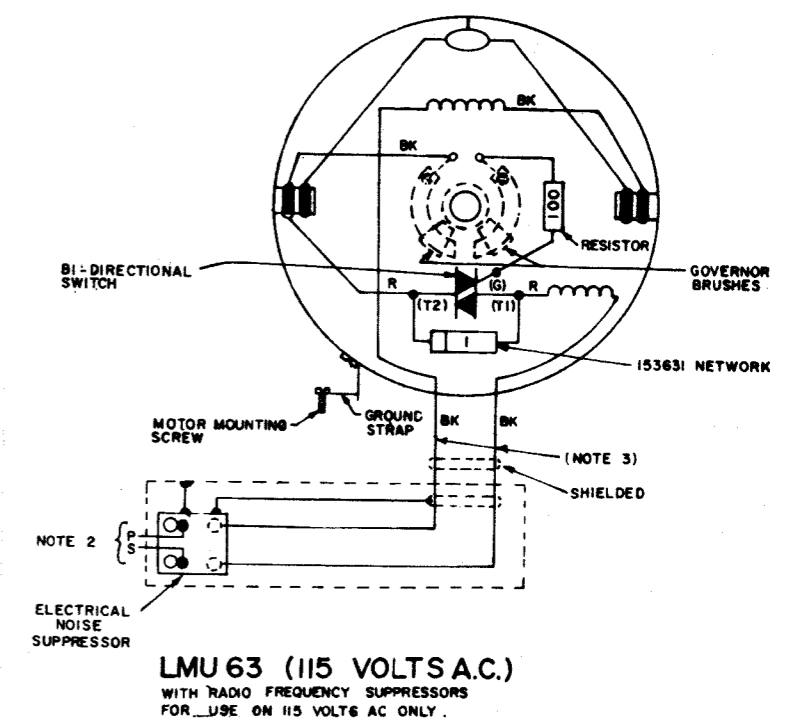 BK
BK
100
RESISTOR
BI-DIRECTIONAL
SWITCH
GOVERNOR
BRUSHES
R
(G)
R
(T2)
(T1)
1
153631 NETWORK
MOTOR MOUNTING
SCREW
GROUND
STRAP
BK
BK
(NOTE 3)
SHIELDED
NOTE 2
P
S
ELECTRICAL
NOISE
SUPPRESSOR
LMU 63 (115 VOLTS A.C.)
WITH RADIO FREQUENCY SUPPRESSORS
FOR USE ON 115 VOLTS AC ONLY.